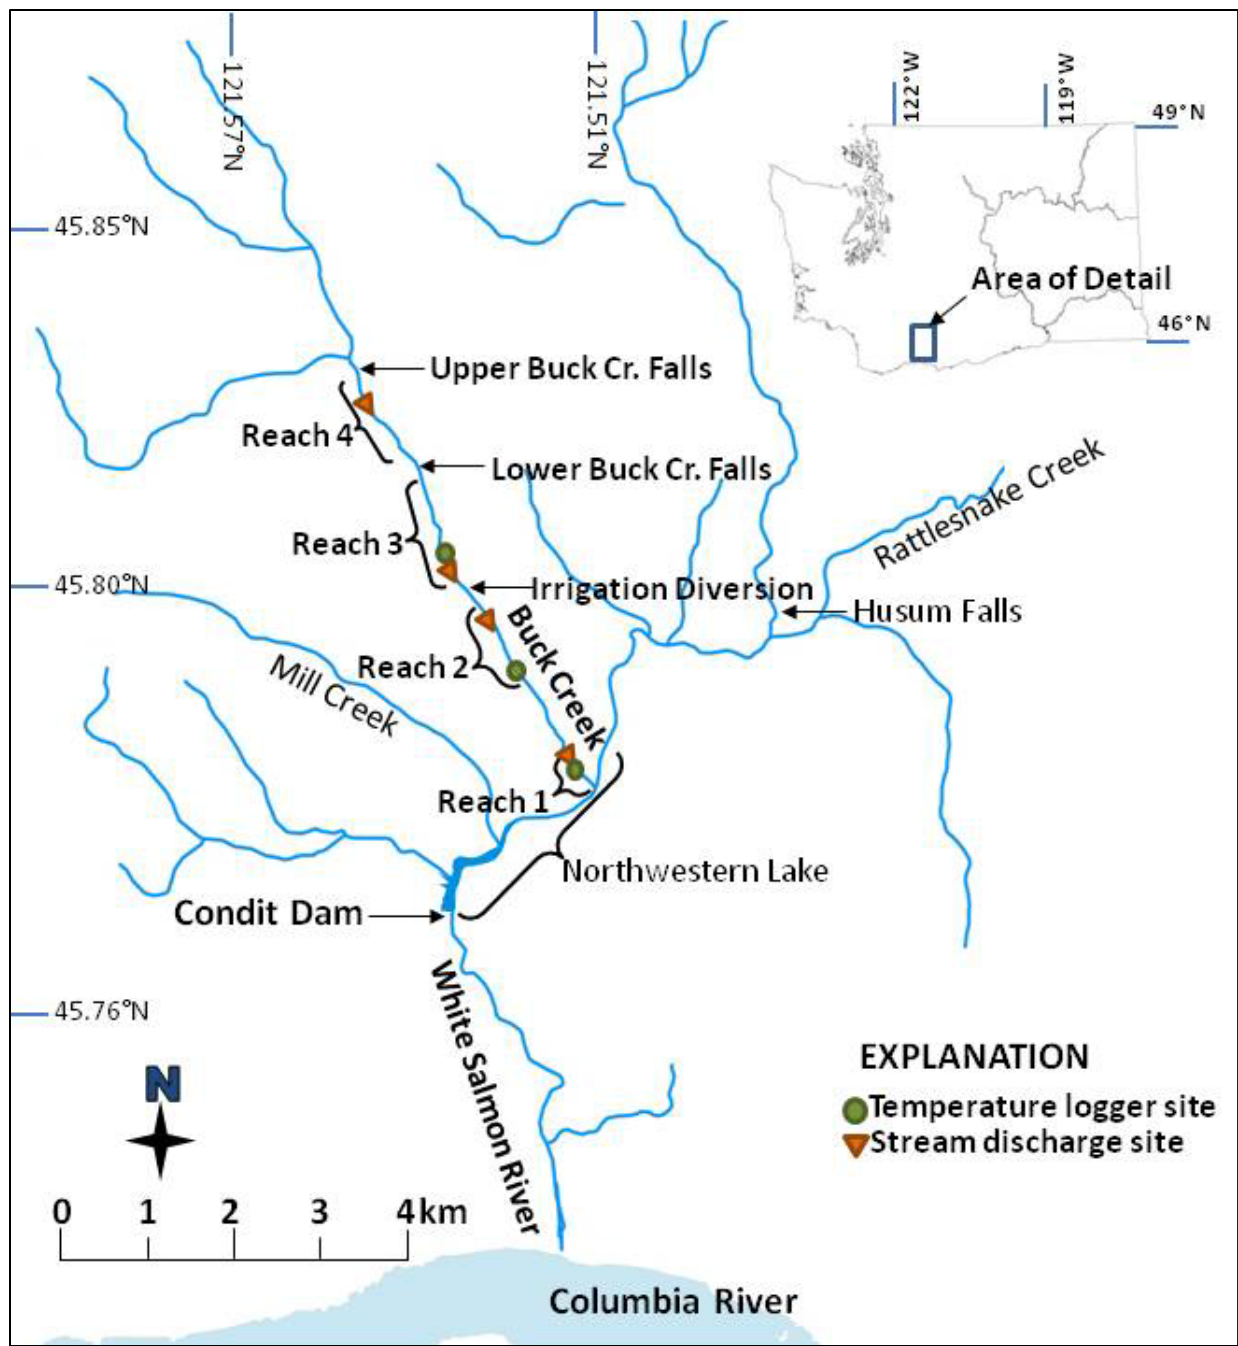 121.57°N
121.51°N
122°W
119°W
49°N
45.85°N
Area of Detail
46°N
Upper Buck Cr. Falls
Reach 4
Lower Buck Cr. Falls
Rattlesnake Creek
Reach 3
45.80°N
Irrigation Diversion
Husum Falls
Buck Creek
Reach 2
Mill Creek
Reach 1
Northwestern Lake
Condit Dam
White Salmon River
45.76°N
EXPLANATION
Temperature logger site
Stream discharge site
N
0 1 2 3 4 km
Columbia River